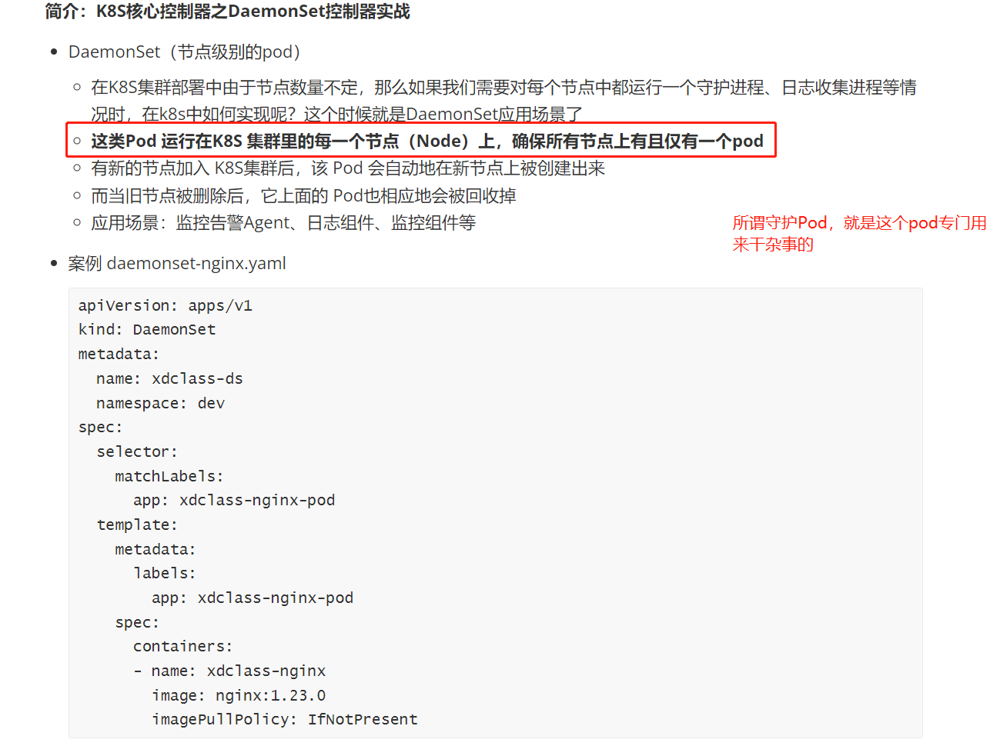 简介：K8S核心控制器之DaemonSet控制器实战
DaemonSet（节点级别的pod）
在K8S集群部署中由于节点数量不定，那么如果我们需要对每个节点中都运行一个守护进程、日志收集进程等情
况时，在k8s中如何实现呢？这个时候就是DaemonSet应用场景了
这类Pod 运行在K8S 集群里的每一个节点（Node）上，确保所有节点上有且仅有一个pod
有新的节点加入 K8S集群后，该 Pod 会自动地在新节点上被创建出来
而当旧节点被删除后，它上面的 Pod也相应地会被回收掉
应用场景：监控告警Agent、日志组件、监控组件等
所谓守护Pod，就是这个pod专门用
来干杂事的
案例 daemonset-nginx.yaml
apiVersion: apps/v1
kind: DaemonSet
metadata:
  name: xdclass-ds
  namespace: dev
spec:
  selector:
    matchLabels:
      app: xdclass-nginx-pod
  template:
    metadata:
      labels:
        app: xdclass-nginx-pod
    spec:
      containers:
      - name: xdclass-nginx
        image: nginx:1.23.0
        imagePullPolicy: IfNotPresent